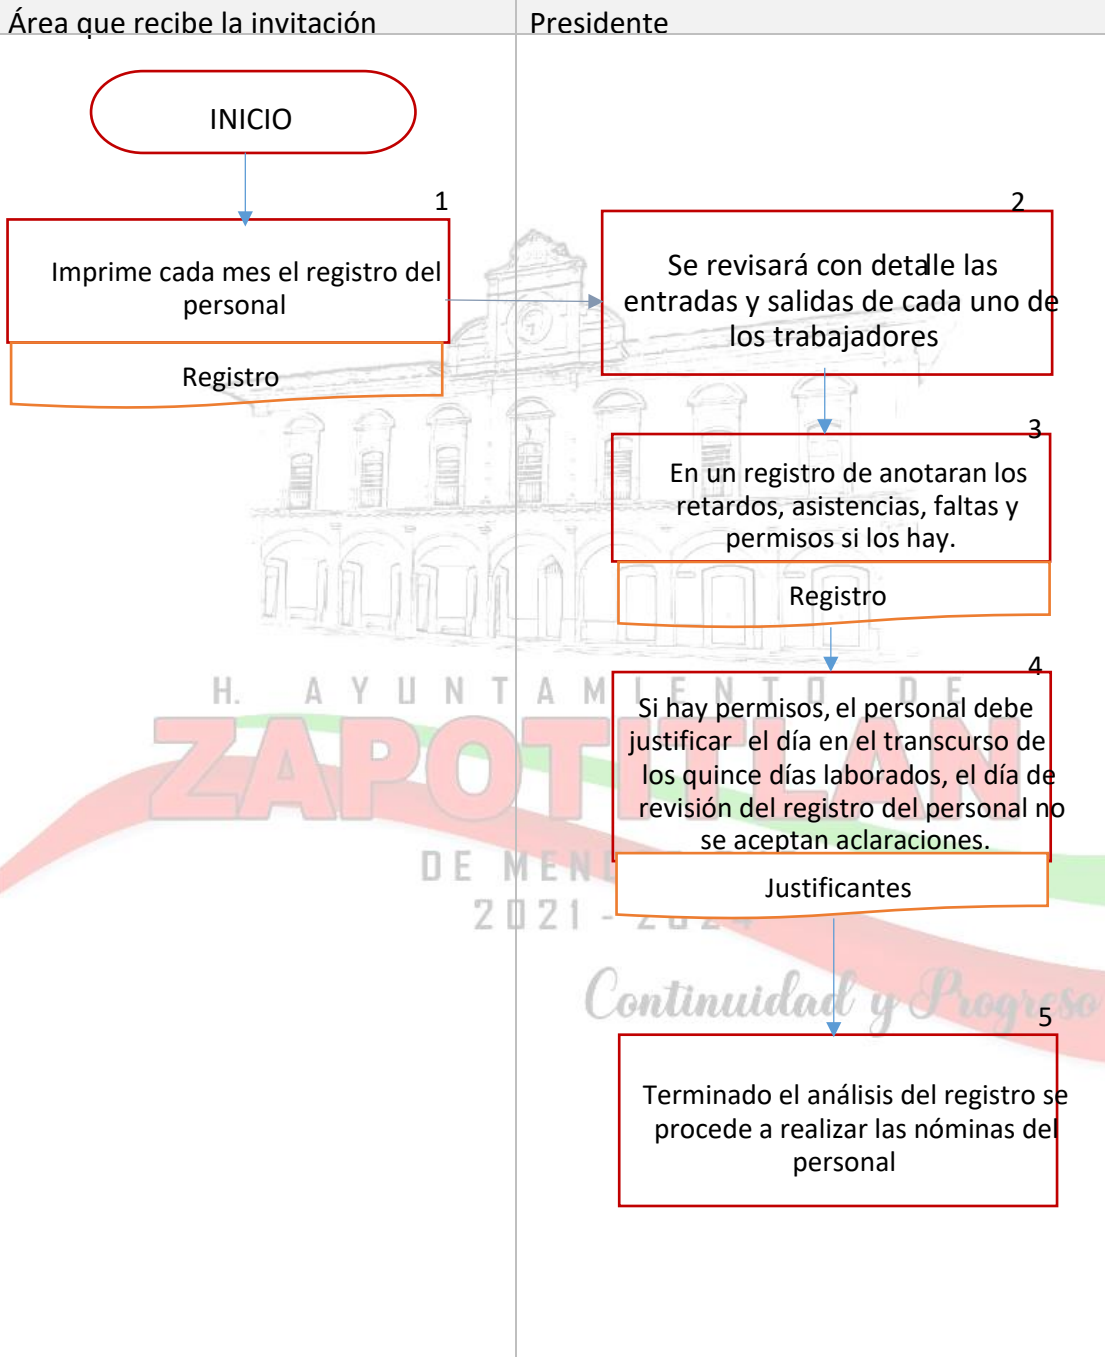 Área que recibe la invitación
Presidente
INICIO
1
Imprime cada mes el registro del
personal
Registro
2
Se revisará con detalle las
entradas y salidas de cada uno de
los trabajadores
3
En un registro de anotaran los
retardos, asistencias, faltas y
permisos si los hay.
Registro
4
Si hay permisos, el personal debe
justificar el día en el transcurso de
los quince días laborados, el día de
revisión del registro del personal no
se aceptan aclaraciones.
Justificantes
5
Terminado el análisis del registro se
procede a realizar las nóminas del
personal
H. AYUNTAMIENTO DE
ZAPOTITLAN
DE
2021 - 2024
Continuidad y Progreso